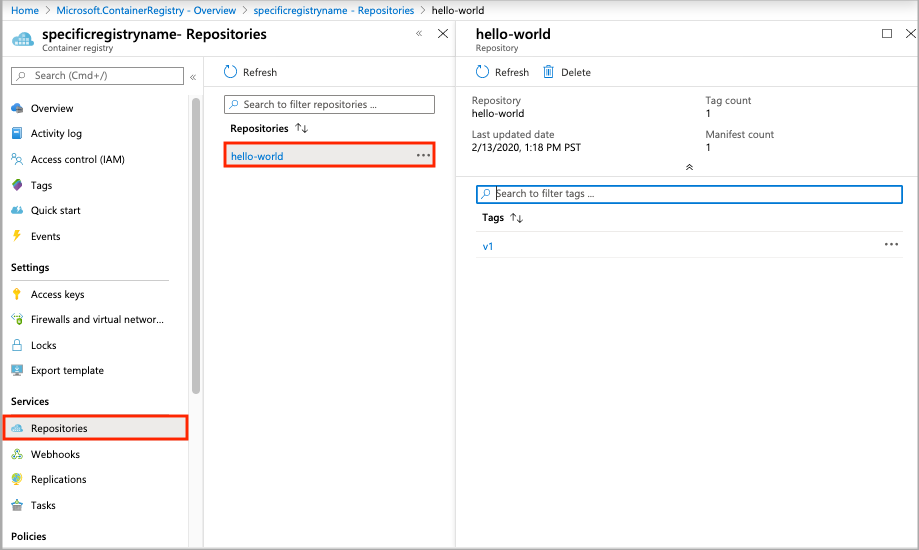 Home > Microsoft.ContainerRegistry - Overview > specificregistryname - Repositories > hello-world
specificregistryname- Repositories
Container registry
Search (Cmd+/)
Overview
Activity log
Access control (IAM)
Tags
Quick start
Events
Settings
Access keys
Firewalls and virtual networ...
Locks
Export template
Services
Repositories
Webhooks
Replications
Tasks
Policies
Refresh
Search to filter repositories ...
Repositories
hello-world
hello-world
Repository
Refresh
Delete
Repository
hello-world
Tag count
1
Last updated date
2/13/2020, 1:18 PM PST
Manifest count
1
Search to filter tags ...
Tags
v1